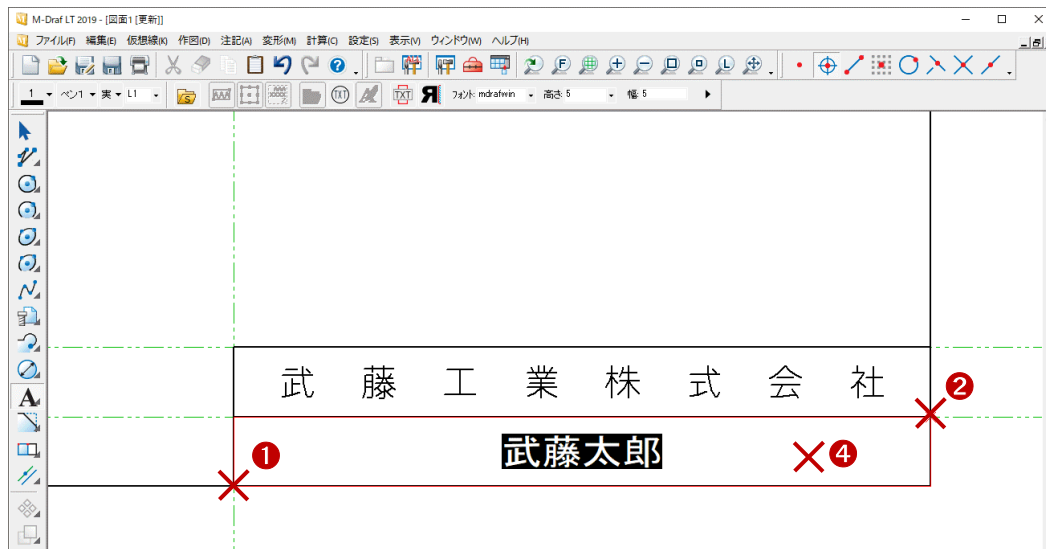 M-Draf LT 2019 - [図面1 [更新]]
ファイル(F) 編集(E) 仮想線(K) 作図(D) 注記(A) 変形(M) 計算(C) 設定(S) 表示(V) ウィンドウ(W) ヘルプ(H)
1 ペン1 実 L1 フォント: mdrafwin 高さ: 5 幅: 5
武 藤 工 業 株 式 会 社
2
1
武藤太郎
4